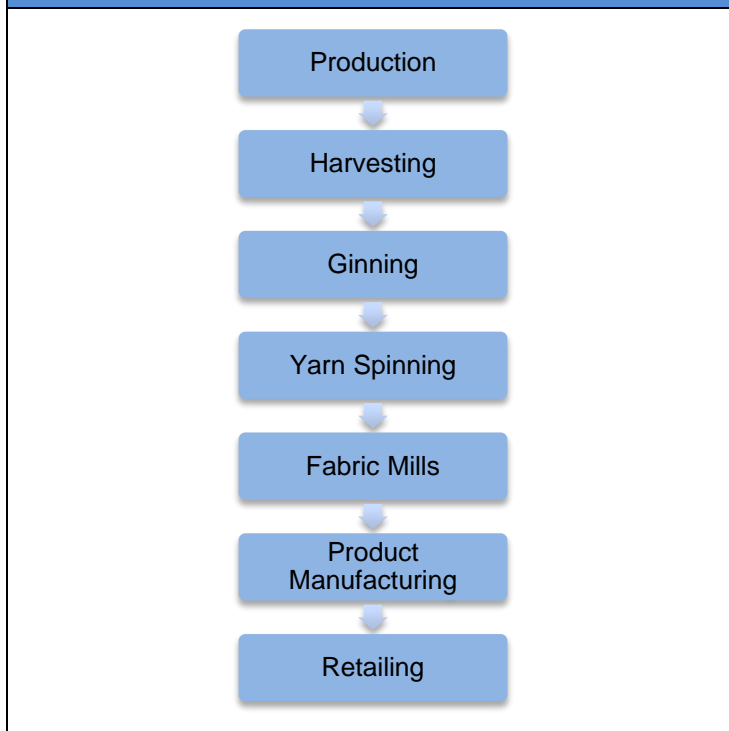 Production
Harvesting
Ginning
Yarn Spinning
Fabric Mills
Product
Manufacturing
Retailing